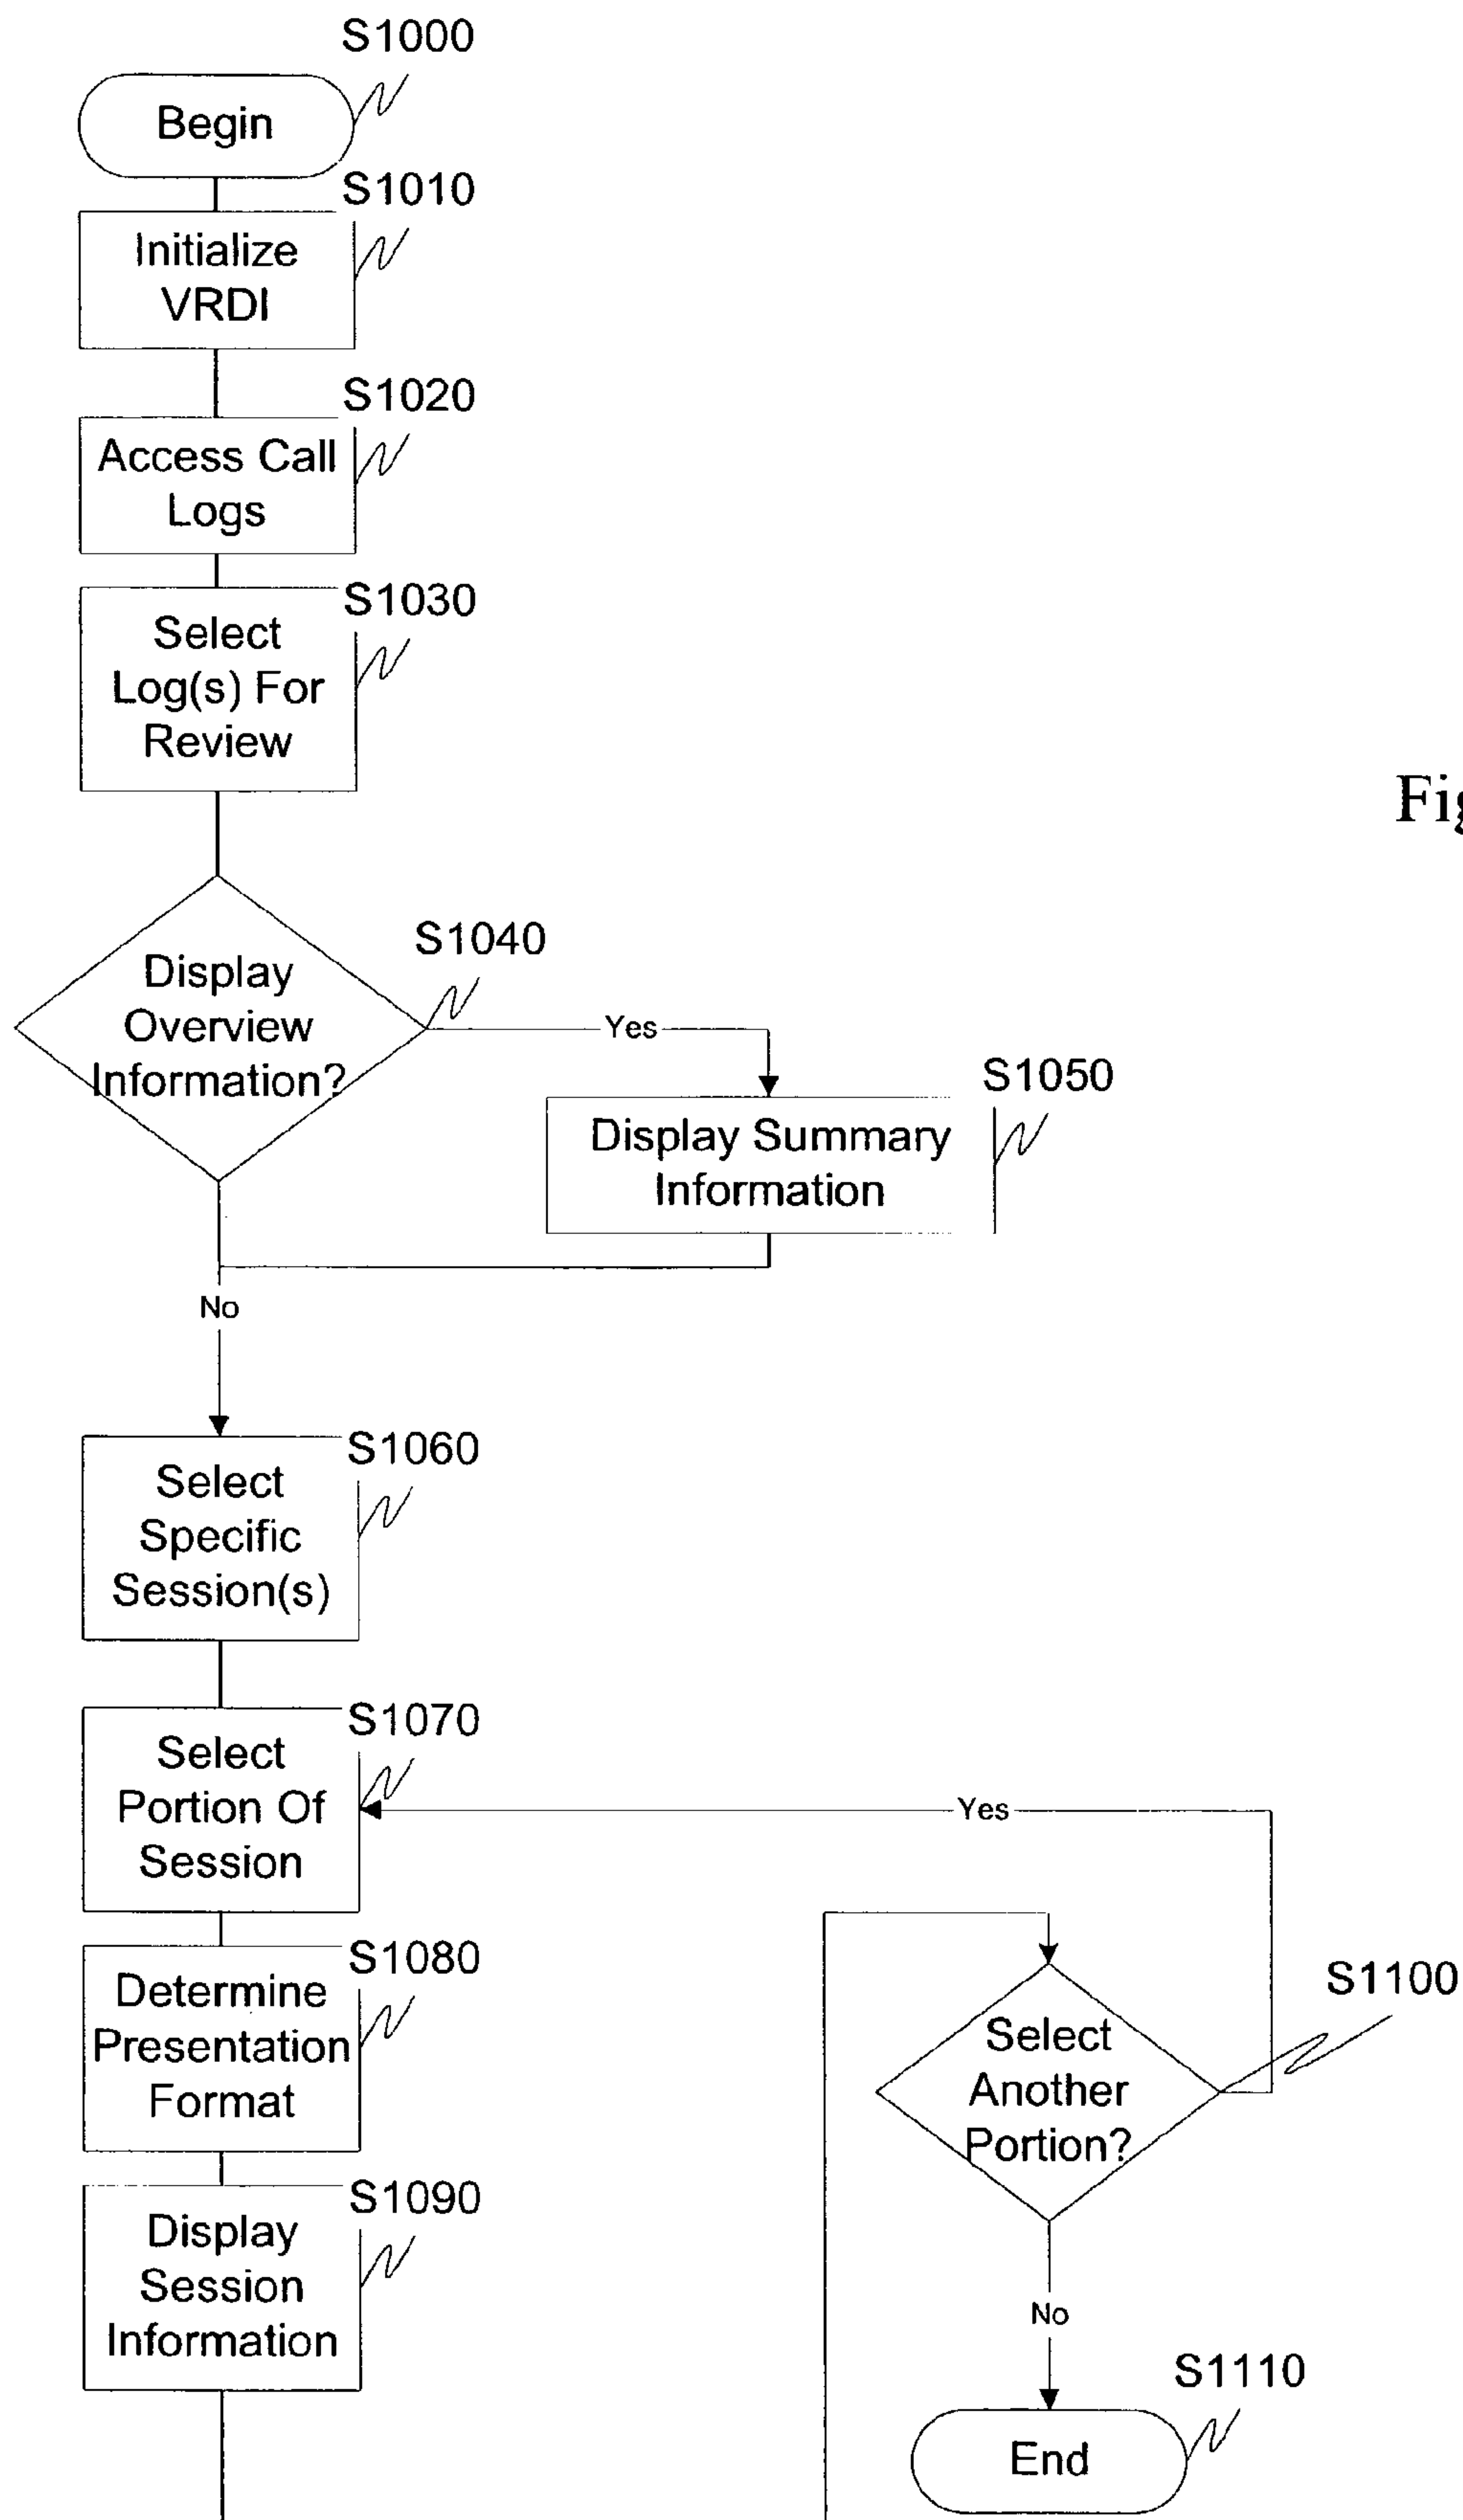 S1000
Begin
S1010
Initialize
VRDI
S1020
Access Call
Logs
S1030
Select
Log(s) For
Review
Fig
S1040
Display
Overview
Information?
Yes
S1050
Display Summary
Information
No
S1060
Select
Specific
Session(s)
S1070
Select
Portion Of
Session
Yes
S1080
Determine
Presentation
Format
S1100
Select
Another
Portion?
S1090
Display
Session
Information
No
S1110
End